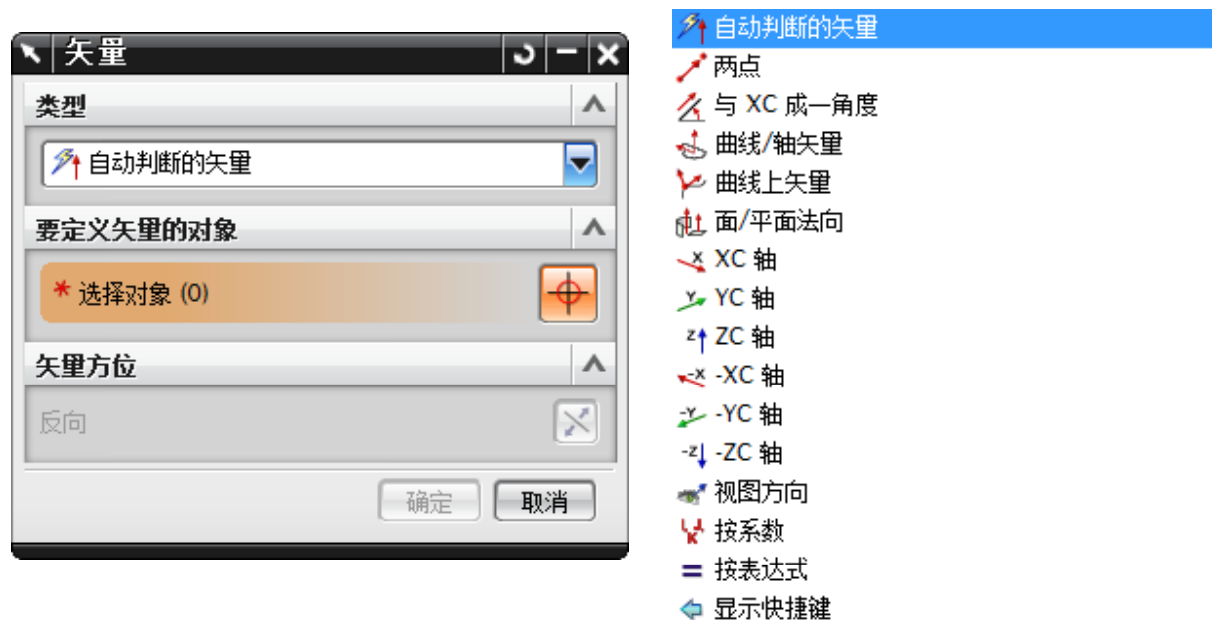 矢量
类型
自动判断的矢量
要定义矢量的对象
* 选择对象 (0)
矢量方位
反向
确定 取消
自动判断的矢量
两点
与 XC 成一角度
曲线/轴矢量
曲线上矢量
面/平面法向
XC 轴
YC 轴
ZC 轴
-XC 轴
-YC 轴
-ZC 轴
视图方向
按系数
按表达式
显示快捷键